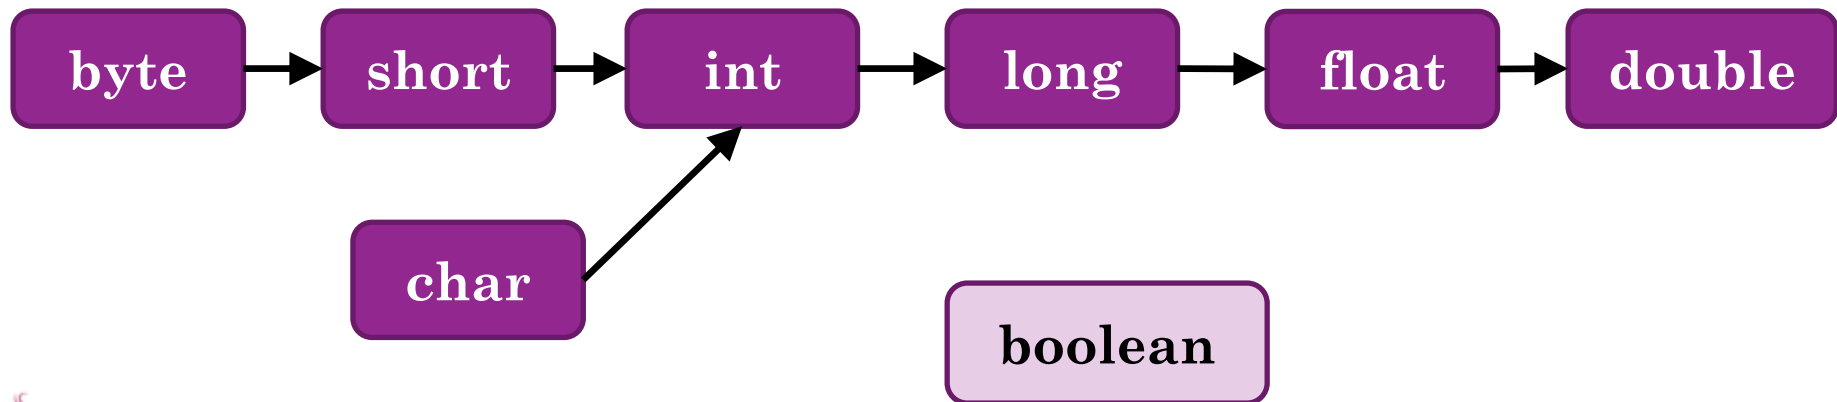 byte
short
int
long
float
double
char
boolean